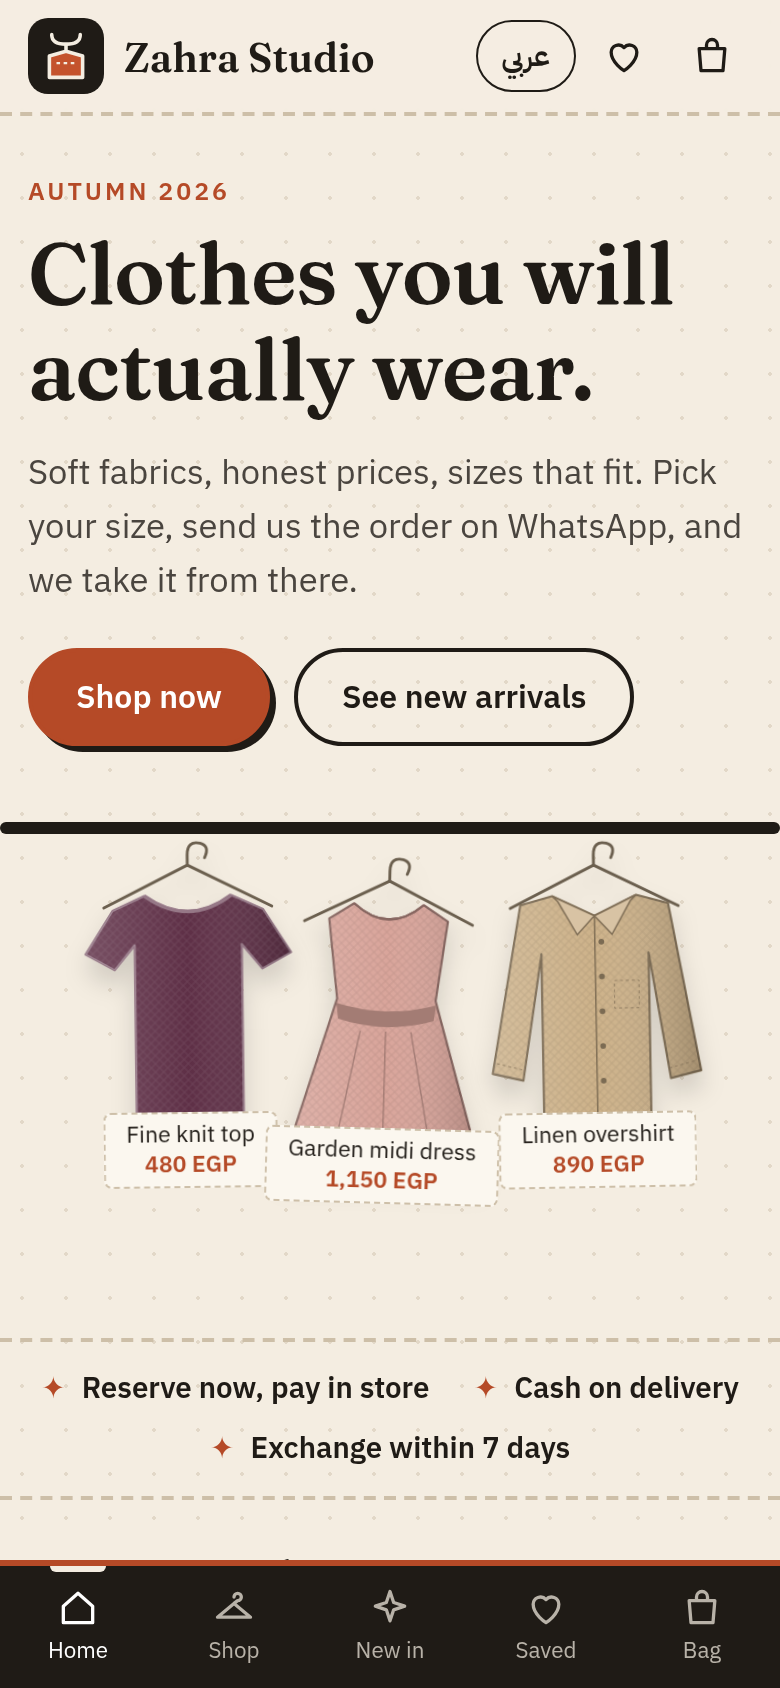 Zahra Studio
عربي
AUTUMN 2026
Clothes you will
actually wear.
Soft fabrics, honest prices, sizes that fit. Pick
your size, send us the order on WhatsApp, and
we take it from there.
Shop now
See new arrivals
Fine knit top
480 EGP
Garden midi dress
1,150 EGP
Linen overshirt
890 EGP
Reserve now, pay in store
Cash on delivery
Exchange within 7 days
Home
Shop
New in
Saved
Bag